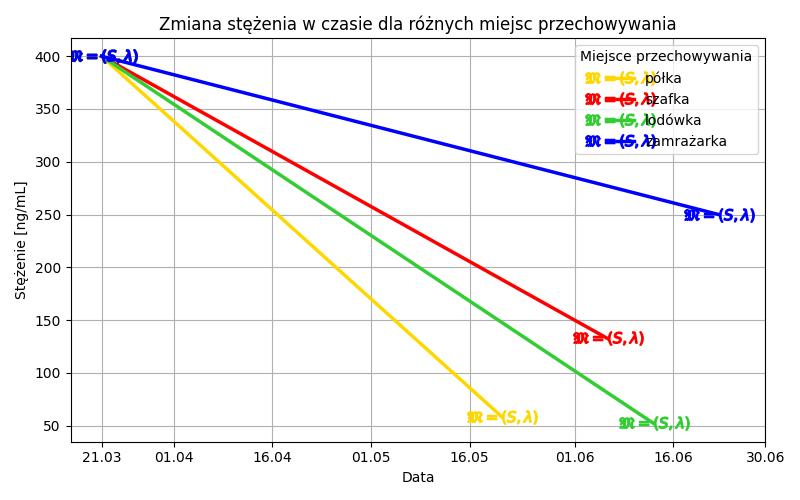 Zmiana stężenia w czasie dla różnych miejsc przechowywania
Stężenie [ng/mL]
400
350
300
250
200
150
100
50
𝕹 = (S, λ)
𝕹 = (S, λ)
𝕹 = (S, λ)
𝕹 = (S, λ)
𝕹 = (S, λ)
Miejsce przechowywania
𝕹 = (S, λ) półka
𝕹 = (S, λ) szafka
𝕹 = (S, λ) lodówka
𝕹 = (S, λ) zamrażarka
21.03 01.04 16.04 01.05 16.05 01.06 16.06 30.06
Data